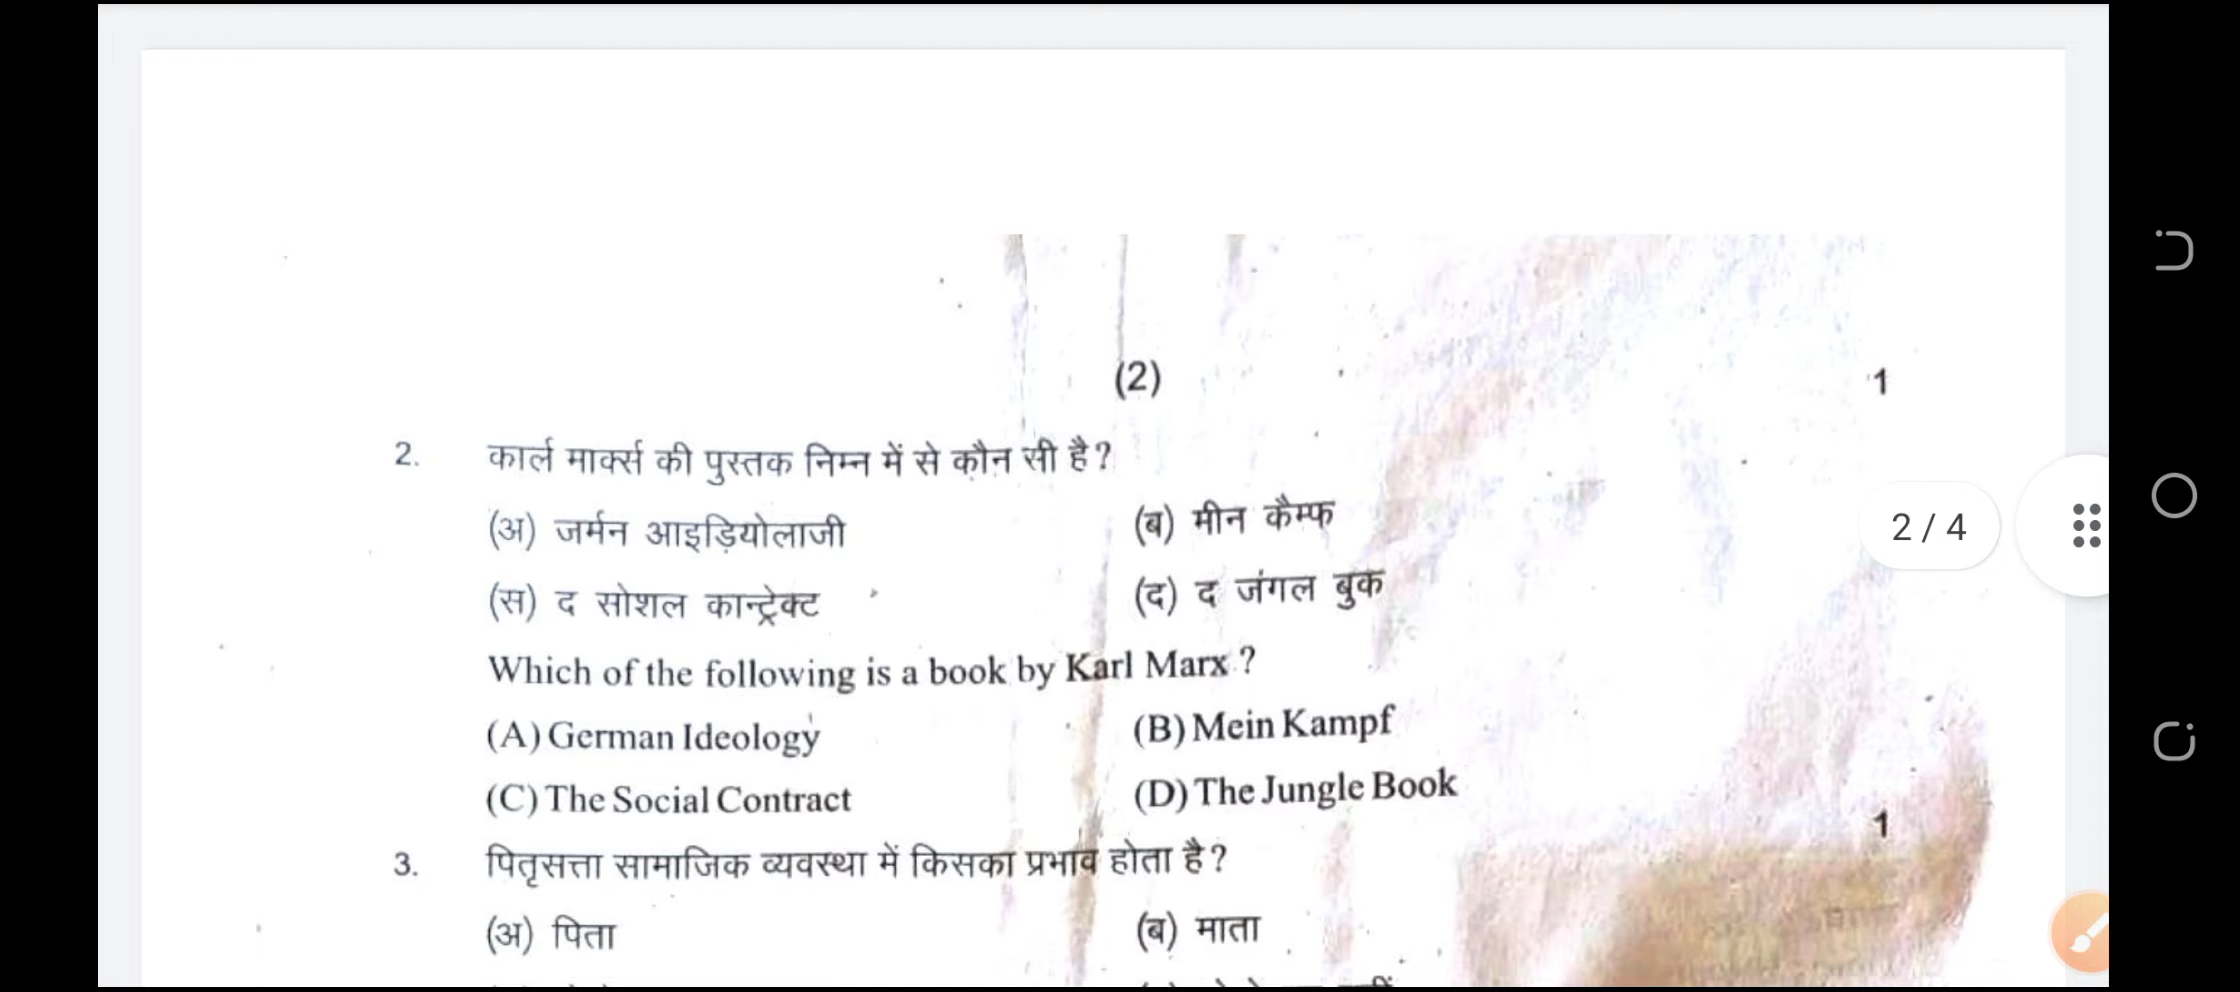 (2) 1
2. कार्ल मार्क्स की पुस्तक निम्न में से कौन सी है?
(अ) जर्मन आइड़ियोलाजी (ब) मीन कैम्फ
(स) द सोशल कान्ट्रेक्ट (द) द जंगल बुक
2 / 4
Which of the following is a book by Karl Marx ?
(A) German Ideology (B) Mein Kampf
(C) The Social Contract (D) The Jungle Book
3. पितृसत्ता सामाजिक व्यवस्था में किसका प्रभाव होता है? 1
(अ) पिता (ब) माता